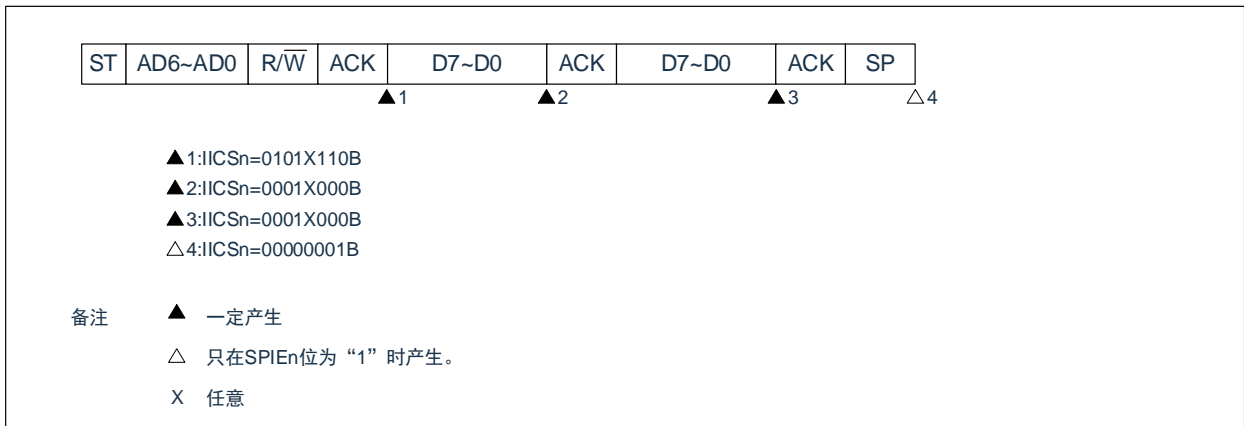 ST AD6~AD0 R/W̅ ACK D7~D0 ACK D7~D0 ACK SP
▲1 ▲2 ▲3 △4
▲1:IICSn=0101X110B
▲2:IICSn=0001X000B
▲3:IICSn=0001X000B
△4:IICSn=00000001B
备注 ▲ 一定产生
△ 只在SPIEn位为“1”时产生。
X 任意